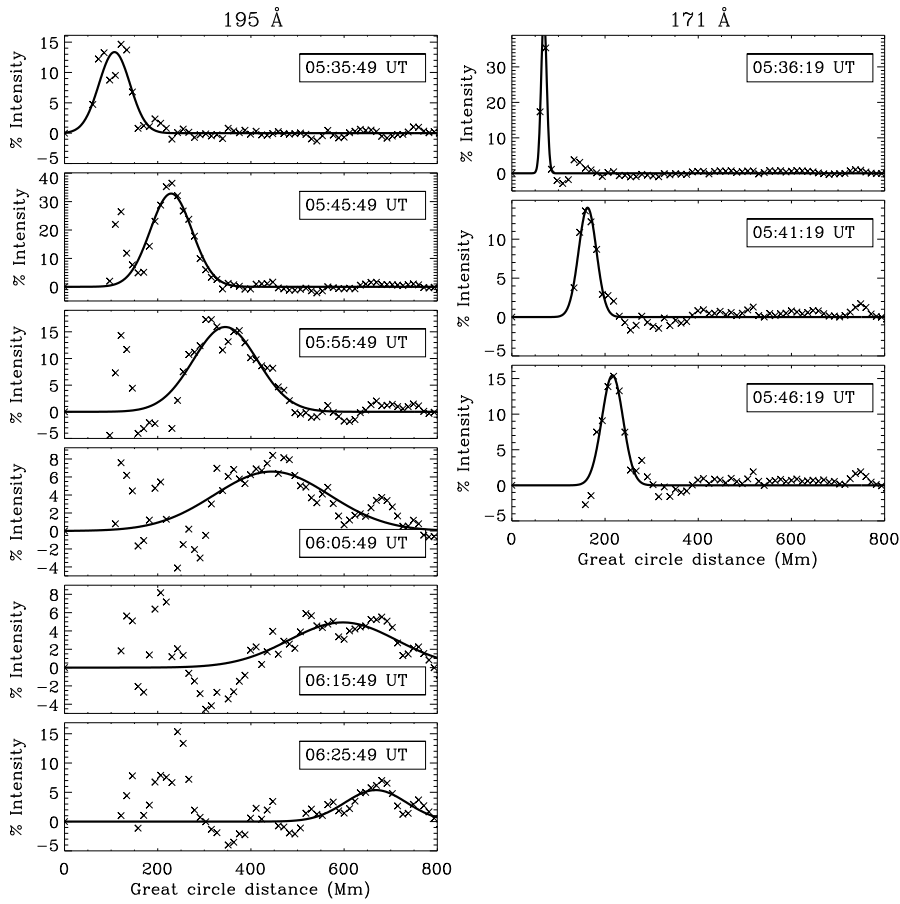 195 Å
15
10
5
0
−5
% Intensity
05:35:49 UT
40
30
20
10
0
% Intensity
05:45:49 UT
15
10
5
0
−5
% Intensity
05:55:49 UT
8
6
4
2
0
−2
−4
% Intensity
06:05:49 UT
8
6
4
2
0
−2
−4
% Intensity
06:15:49 UT
15
10
5
0
−5
% Intensity
06:25:49 UT
0 200 400 600 800
Great circle distance (Mm)
171 Å
30
20
10
0
% Intensity
05:36:19 UT
10
5
0
−5
% Intensity
05:41:19 UT
15
10
5
0
−5
% Intensity
05:46:19 UT
0 200 400 600 800
Great circle distance (Mm)